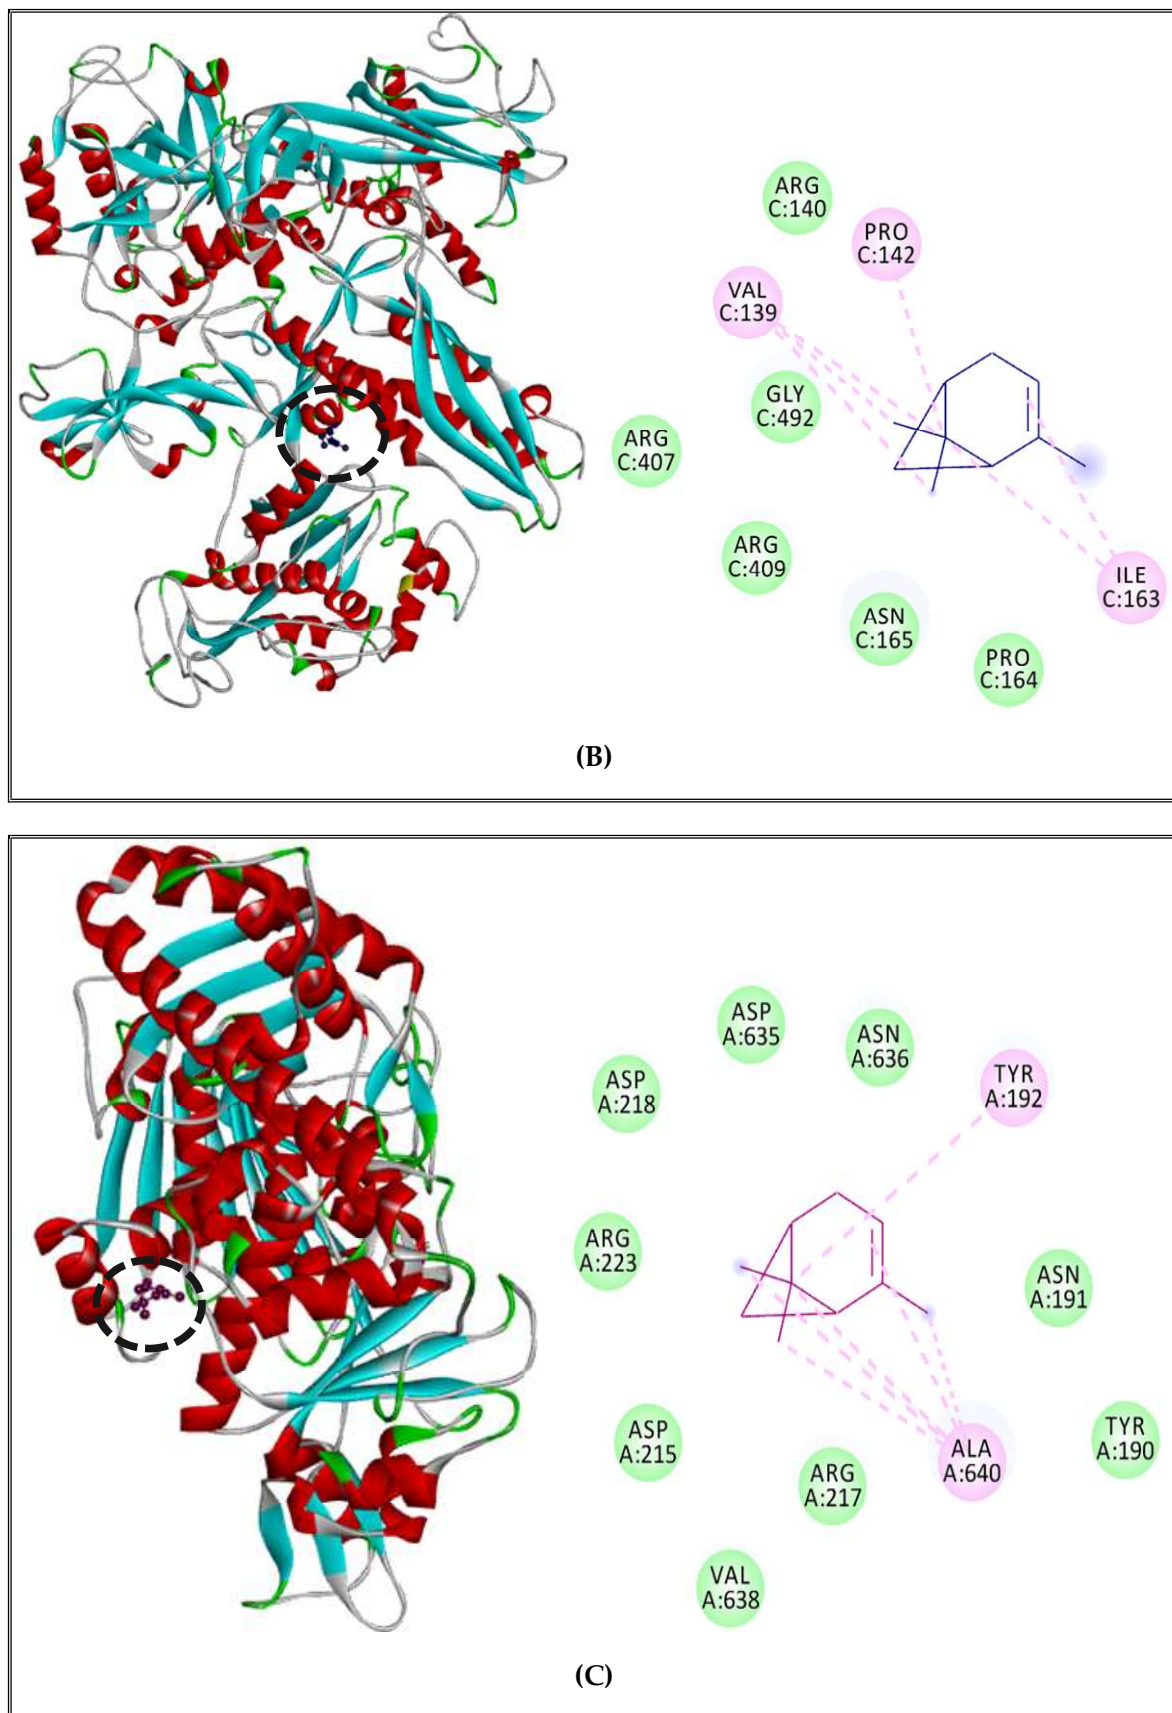 ARG
C:140
PRO
C:142
VAL
C:139
GLY
C:492
ARG
C:407
ARG
C:409
ILE
C:163
ASN
C:165
PRO
C:164
(B)
ASP
A:635
ASN
A:636
TYR
A:192
ASP
A:218
ARG
A:223
ASN
A:191
ASP
A:215
ARG
A:217
ALA
A:640
TYR
A:190
VAL
A:638
(C)